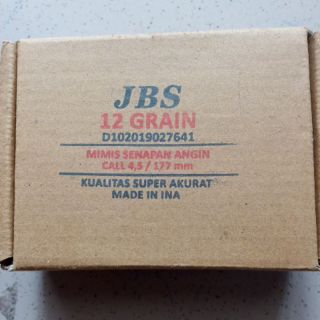 JBS
12 GRAIN
D102019027641
MIMIS SENAPAN ANGIN
CALL 4,5 / 177 mm
KUALITAS SUPER AKURAT
MADE IN INA